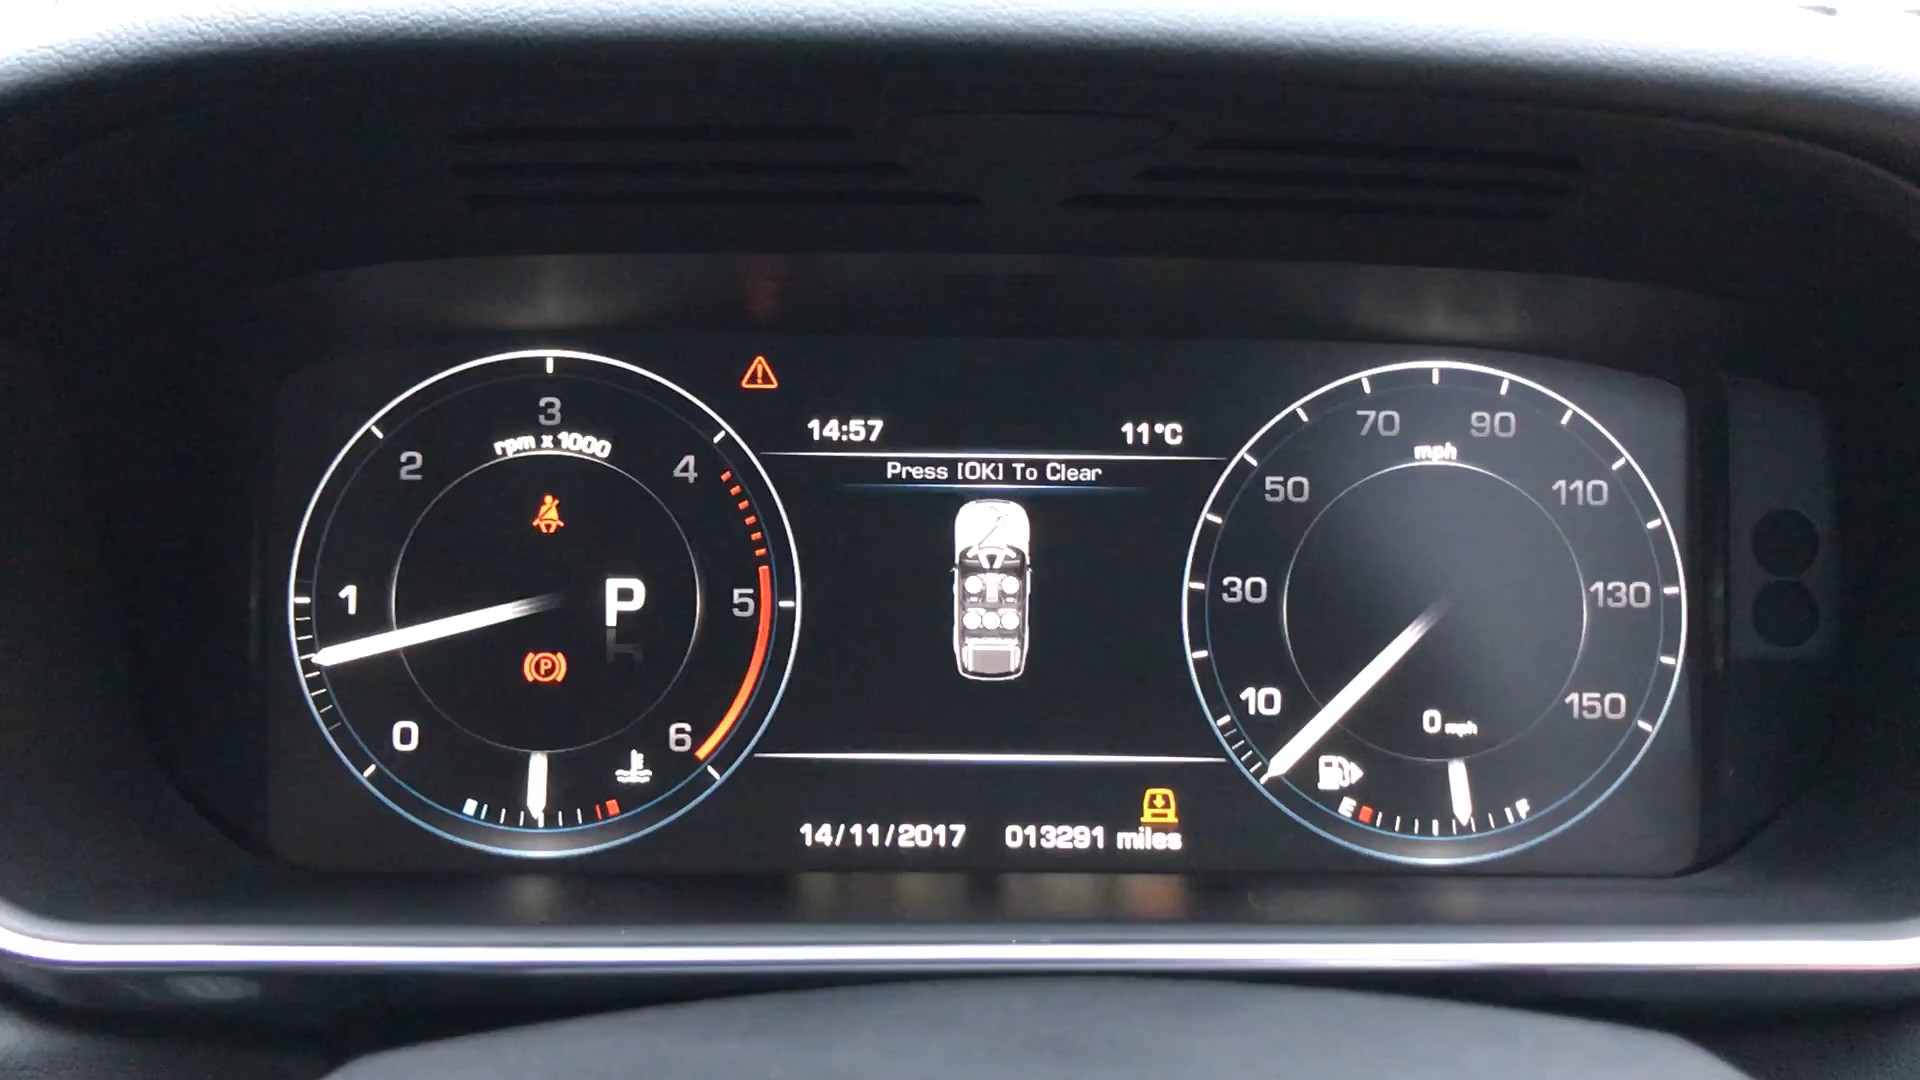 3
rpm x 1000
2
4
1
5
0
6
P
P
14:57
11°C
Press [OK] To Clear
14/11/2017 013291 miles
70 90
mph
50 110
30 130
10 150
0 mph
E F